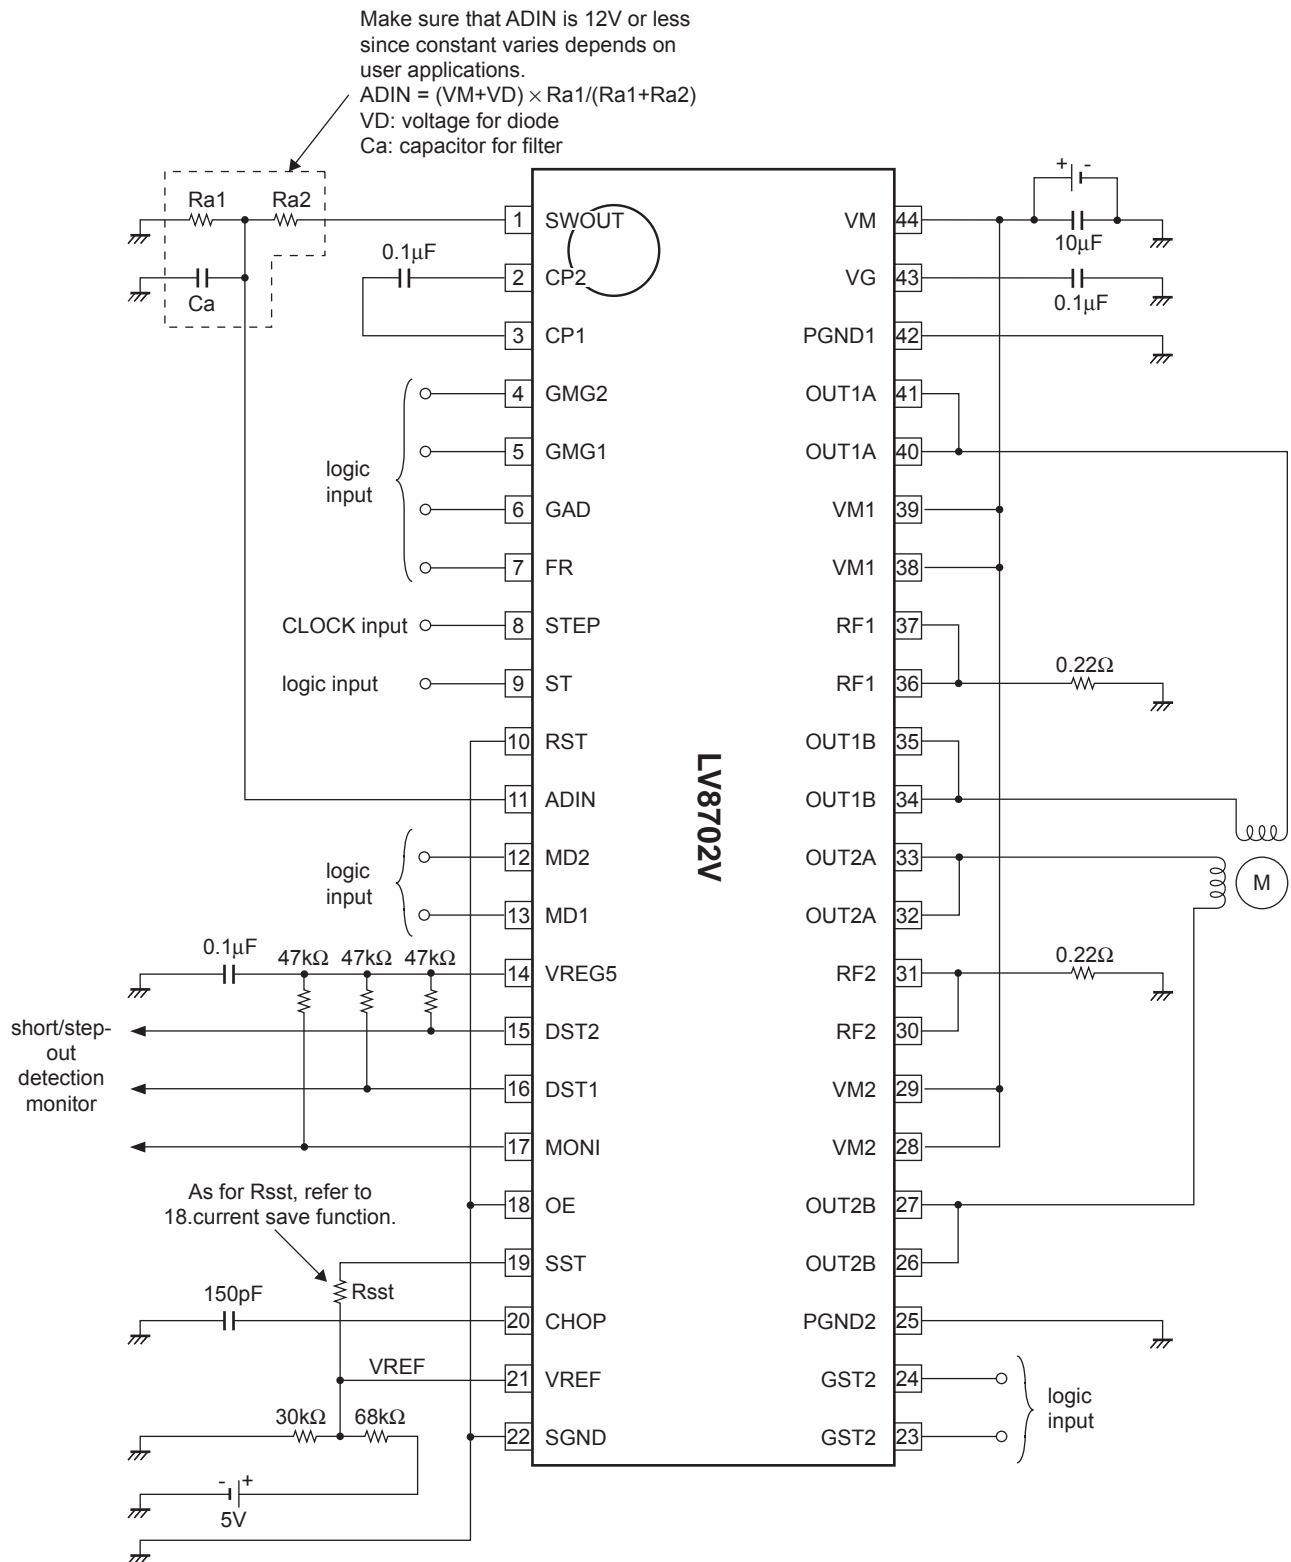 Make sure that ADIN is 12V or less
since constant varies depends on
user applications.
ADIN = (VM+VD) × Ra1/(Ra1+Ra2)
VD: voltage for diode
Ca: capacitor for filter
Ra1
Ra2
Ca
0.1μF
logic
input
CLOCK input
logic input
logic
input
0.1μF
47kΩ
47kΩ
47kΩ
short/step-
out
detection
monitor
As for Rsst, refer to
18.current save function.
Rsst
150pF
VREF
30kΩ
68kΩ
- +
5V
1 SWOUT
2 CP2
3 CP1
4 GMG2
5 GMG1
6 GAD
7 FR
8 STEP
9 ST
10 RST
11 ADIN
12 MD2
13 MD1
14 VREG5
15 DST2
16 DST1
17 MONI
18 OE
19 SST
20 CHOP
21 VREF
22 SGND
LV8702V
VM 44
VG 43
PGND1 42
OUT1A 41
OUT1A 40
VM1 39
VM1 38
RF1 37
RF1 36
OUT1B 35
OUT1B 34
OUT2A 33
OUT2A 32
RF2 31
RF2 30
VM2 29
VM2 28
OUT2B 27
OUT2B 26
PGND2 25
GST2 24
GST2 23
+ -
10μF
0.1μF
0.22Ω
M
0.22Ω
logic
input